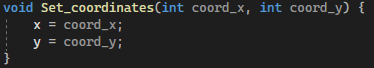 void Set_coordinates(int coord_x, int coord_y) {
    x = coord_x;
    y = coord_y;
}